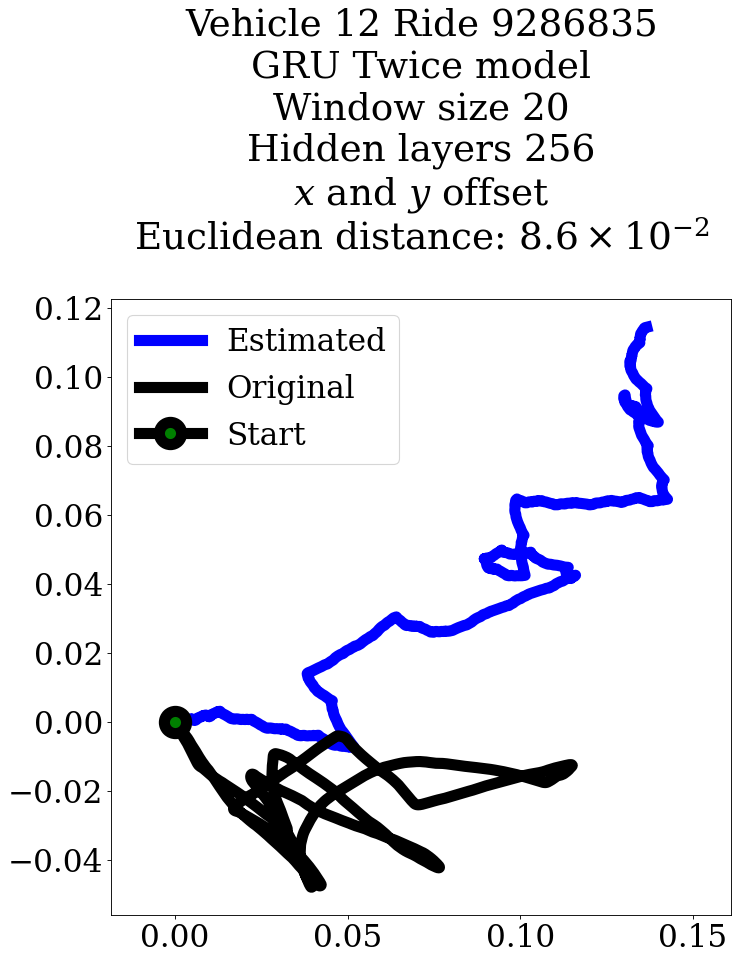 Vehicle 12 Ride 9286835
GRU Twice model
Window size 20
Hidden layers 256
x and y offset
Euclidean distance: 8.6 × 10⁻²
0.12
0.10
0.08
0.06
0.04
0.02
0.00
−0.02
−0.04
Estimated
Original
Start
0.00 0.05 0.10 0.15